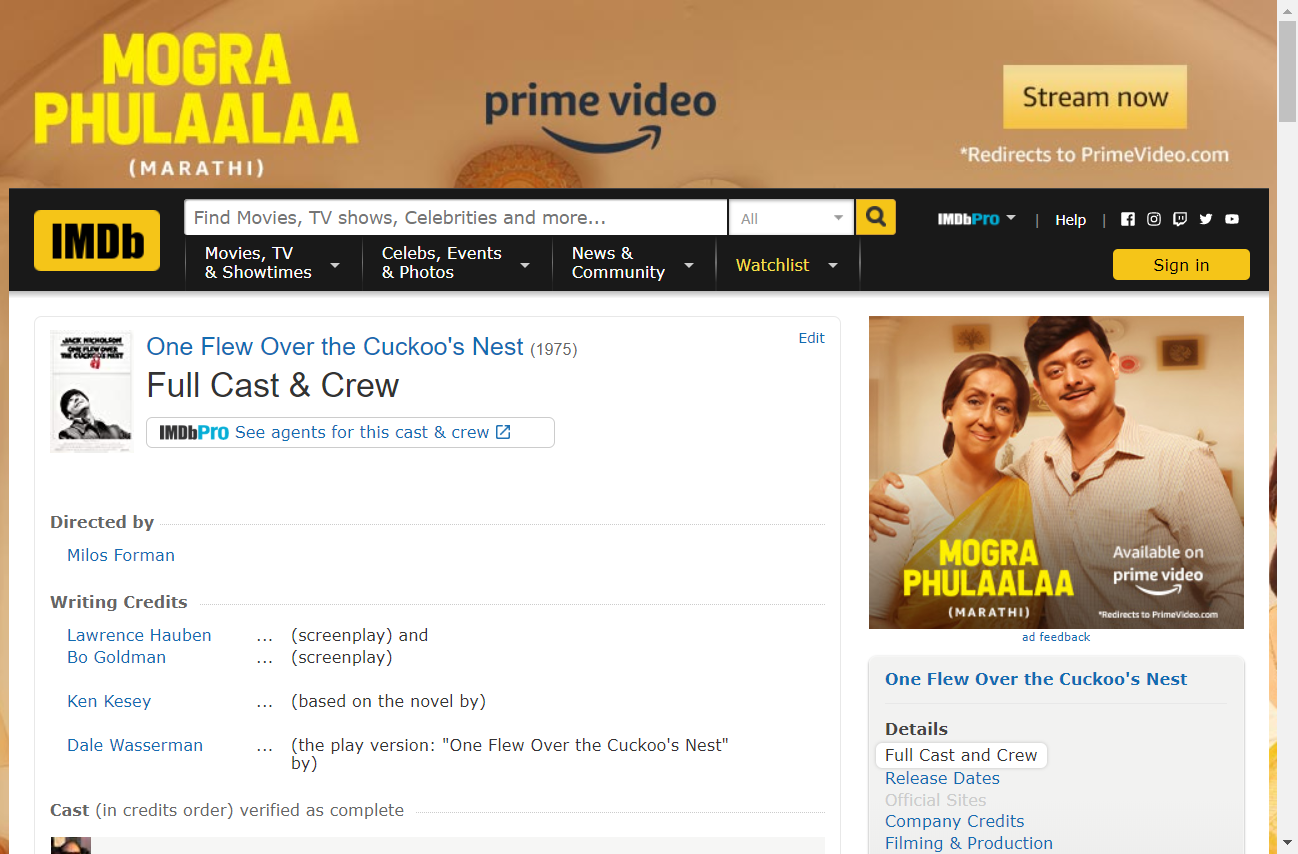 MOGRA
PHULAALAA
(MARATHI)
prime video
Stream now
*Redirects to PrimeVideo.com
IMDb
Find Movies, TV shows, Celebrities and more...
All
IMDbPro
|
Help
|
Movies, TV
& Showtimes
Celebs, Events
& Photos
News &
Community
Watchlist
Sign in
JACK NICHOLSON
ONE FLEW OVER
THE CUCKOO'S NEST
One Flew Over the Cuckoo's Nest (1975)
Edit
Full Cast & Crew
IMDbPro See agents for this cast & crew
Directed by
Milos Forman
Writing Credits
Lawrence Hauben ... (screenplay) and
Bo Goldman ... (screenplay)
Ken Kesey ... (based on the novel by)
Dale Wasserman ... (the play version: "One Flew Over the Cuckoo's Nest"
by)
Cast (in credits order) verified as complete
MOGRA
PHULAALAA
(MARATHI)
Available on
prime video
*Redirects to PrimeVideo.com
ad feedback
One Flew Over the Cuckoo's Nest
Details
Full Cast and Crew
Release Dates
Official Sites
Company Credits
Filming & Production